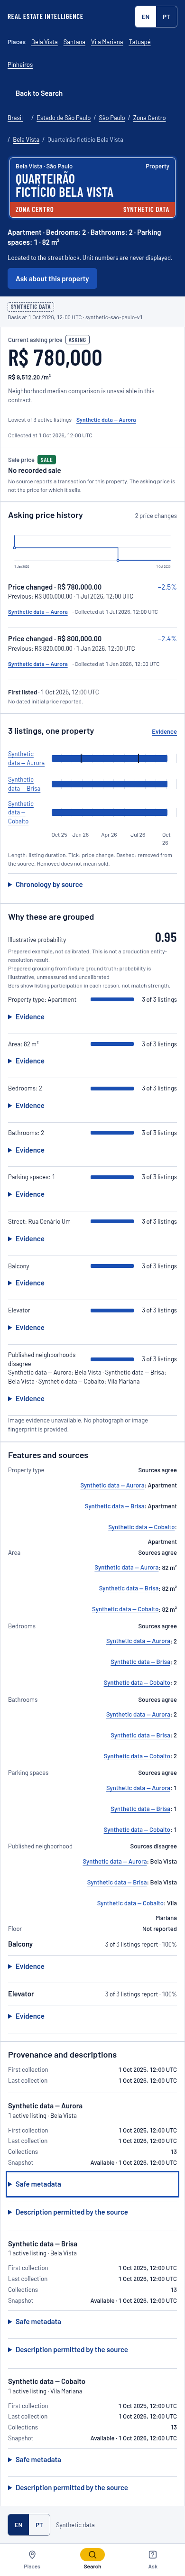 REAL ESTATE INTELLIGENCE
EN PT
Places Bela Vista Santana Vila Mariana Tatuapé
Pinheiros
Back to Search
Brasil / Estado de São Paulo / São Paulo / Zona Centro
/ Bela Vista / Quarteirão fictício Bela Vista
Bela Vista · São Paulo Property
QUARTEIRÃO
FICTÍCIO BELA VISTA
ZONA CENTRO SYNTHETIC DATA
Apartment · Bedrooms: 2 · Bathrooms: 2 · Parking
spaces: 1 · 82 m²
Located to the street block. Unit numbers are never displayed.
Ask about this property
SYNTHETIC DATA
Basis at 1 Oct 2026, 12:00 UTC · synthetic-sao-paulo-v1
Current asking price ASKING
R$ 780,000
R$ 9,512.20 /m²
Neighborhood median comparison is unavailable in this
contract.
Lowest of 3 active listings · Synthetic data — Aurora
Collected at 1 Oct 2026, 12:00 UTC
Sale price SALE
No recorded sale
No source reports a transaction for this property. The asking price is
not the price for which it sells.
Asking price history 2 price changes
1 Jan 2026 1 Oct 2026
Price changed · R$ 780,000.00 −2.5%
Previous: R$ 800,000.00 · 1 Jul 2026, 12:00 UTC
Synthetic data — Aurora · Collected at 1 Jul 2026, 12:00 UTC
Price changed · R$ 800,000.00 −2.4%
Previous: R$ 820,000.00 · 1 Jan 2026, 12:00 UTC
Synthetic data — Aurora · Collected at 1 Jan 2026, 12:00 UTC
First listed · 1 Oct 2025, 12:00 UTC
No dated initial price reported.
3 listings, one property Evidence
Synthetic
data — Aurora
Synthetic
data — Brisa
Synthetic
data —
Cobalto
Oct 25 Jan 26 Apr 26 Jul 26 Oct
26
Length: listing duration. Tick: price change. Dashed: removed from
the source. Removed does not mean sold.
Chronology by source
Why these are grouped
Illustrative probability 0.95
Prepared example, not calibrated. This is not a production entity-
resolution result.
Prepared grouping from fixture ground truth; probability is
illustrative, unmeasured and uncalibrated
Bars show listing participation in each reason, not match strength.
Property type: Apartment 3 of 3 listings
Evidence
Area: 82 m² 3 of 3 listings
Evidence
Bedrooms: 2 3 of 3 listings
Evidence
Bathrooms: 2 3 of 3 listings
Evidence
Parking spaces: 1 3 of 3 listings
Evidence
Street: Rua Cenário Um 3 of 3 listings
Evidence
Balcony 3 of 3 listings
Evidence
Elevator 3 of 3 listings
Evidence
Published neighborhoods
disagree 3 of 3 listings
Synthetic data — Aurora: Bela Vista · Synthetic data — Brisa:
Bela Vista · Synthetic data — Cobalto: Vila Mariana
Evidence
Image evidence unavailable. No photograph or image
fingerprint is provided.
Features and sources
Property type Sources agree
Synthetic data — Aurora: Apartment
Synthetic data — Brisa: Apartment
Synthetic data — Cobalto:
Apartment
Area Sources agree
Synthetic data — Aurora: 82 m²
Synthetic data — Brisa: 82 m²
Synthetic data — Cobalto: 82 m²
Bedrooms Sources agree
Synthetic data — Aurora: 2
Synthetic data — Brisa: 2
Synthetic data — Cobalto: 2
Bathrooms Sources agree
Synthetic data — Aurora: 2
Synthetic data — Brisa: 2
Synthetic data — Cobalto: 2
Parking spaces Sources agree
Synthetic data — Aurora: 1
Synthetic data — Brisa: 1
Synthetic data — Cobalto: 1
Published neighborhood Sources disagree
Synthetic data — Aurora: Bela Vista
Synthetic data — Brisa: Bela Vista
Synthetic data — Cobalto: Vila
Mariana
Floor Not reported
Balcony 3 of 3 listings report · 100%
Evidence
Elevator 3 of 3 listings report · 100%
Evidence
Provenance and descriptions
First collection 1 Oct 2025, 12:00 UTC
Last collection 1 Oct 2026, 12:00 UTC
Synthetic data — Aurora
1 active listing · Bela Vista
First collection 1 Oct 2025, 12:00 UTC
Last collection 1 Oct 2026, 12:00 UTC
Collections 13
Snapshot Available · 1 Oct 2026, 12:00 UTC
Safe metadata
Description permitted by the source
Synthetic data — Brisa
1 active listing · Bela Vista
First collection 1 Oct 2025, 12:00 UTC
Last collection 1 Oct 2026, 12:00 UTC
Collections 13
Snapshot Available · 1 Oct 2026, 12:00 UTC
Safe metadata
Description permitted by the source
Synthetic data — Cobalto
1 active listing · Vila Mariana
First collection 1 Oct 2025, 12:00 UTC
Last collection 1 Oct 2026, 12:00 UTC
Collections 13
Snapshot Available · 1 Oct 2026, 12:00 UTC
Safe metadata
Description permitted by the source
EN PT Synthetic data
Places Search Ask